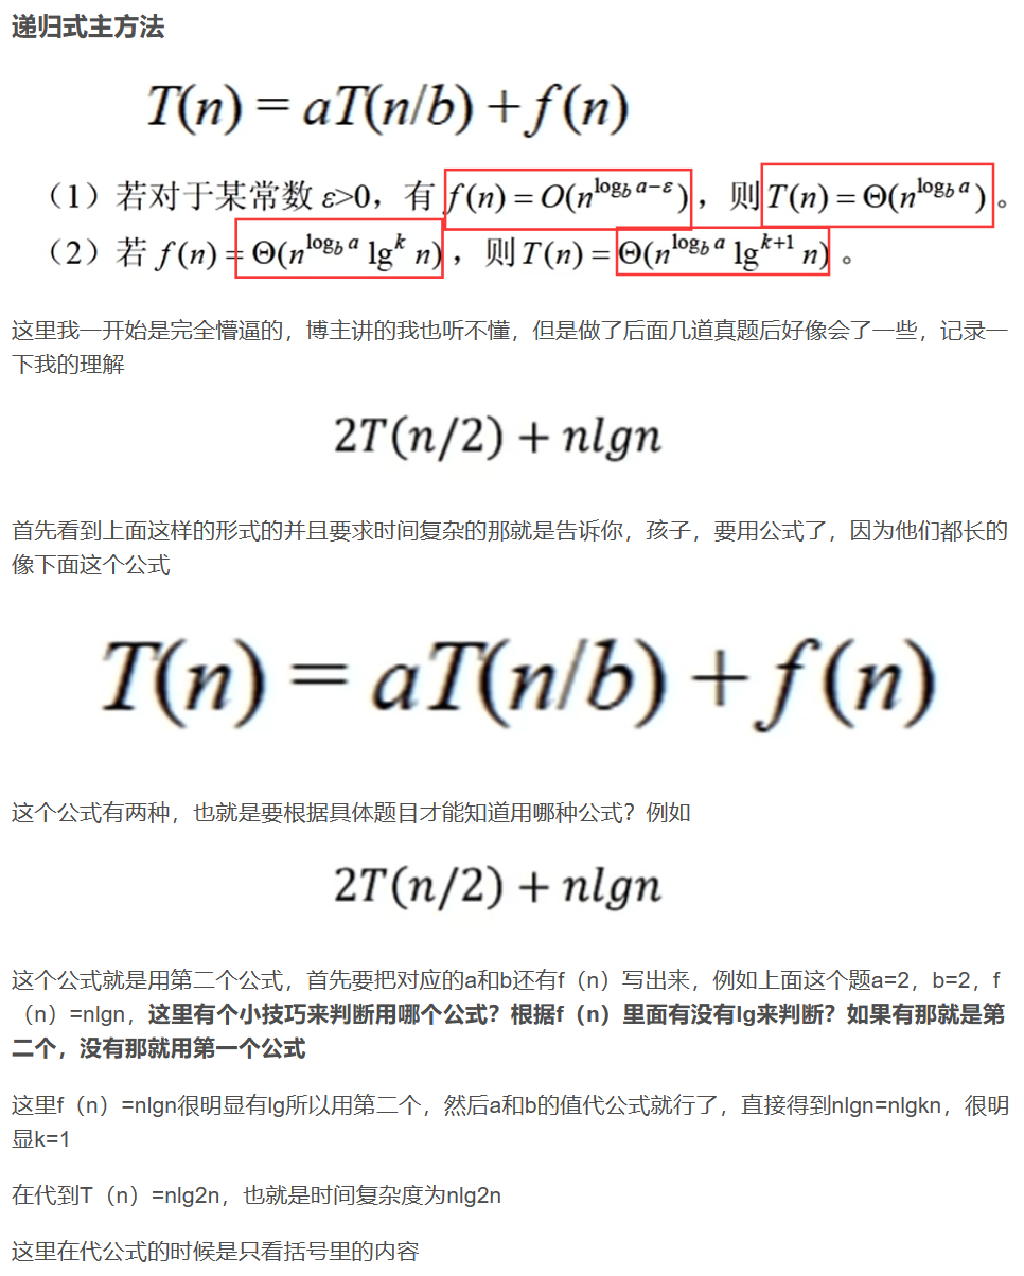 递归式主方法
T(n) = aT(n/b) + f(n)
（1）若对于某常数 ε>0，有 f(n) = O(n^{log_b a-ε})，则 T(n) = Θ(n^{log_b a})。
（2）若 f(n) = Θ(n^{log_b a} lg^k n)，则 T(n) = Θ(n^{log_b a} lg^{k+1} n)。
这里我一开始是完全懵逼的，博主讲的我也听不懂，但是做了后面几道真题后好像会了一些，记录一
下我的理解
2T(n/2) + nlgn
首先看到上面这样的形式的并且要求时间复杂的那就是告诉你，孩子，要用公式了，因为他们都长的
像下面这个公式
T(n) = aT(n/b) + f(n)
这个公式有两种，也就是要根据具体题目才能知道用哪种公式？例如
2T(n/2) + nlgn
这个公式就是用第二个公式，首先要把对应的a和b还有f（n）写出来，例如上面这个题a=2，b=2，f
（n）=nlgn，这里有个小技巧来判断用哪个公式？根据f（n）里面有没有lg来判断？如果有那就是第
二个，没有那就用第一个公式
这里f（n）=nlgn很明显有lg所以用第二个，然后a和b的值代公式就行了，直接得到nlgn=nlgkn，很明
显k=1
在代到T（n）=nlg2n，也就是时间复杂度为nlg2n
这里在代公式的时候是只看括号里的内容